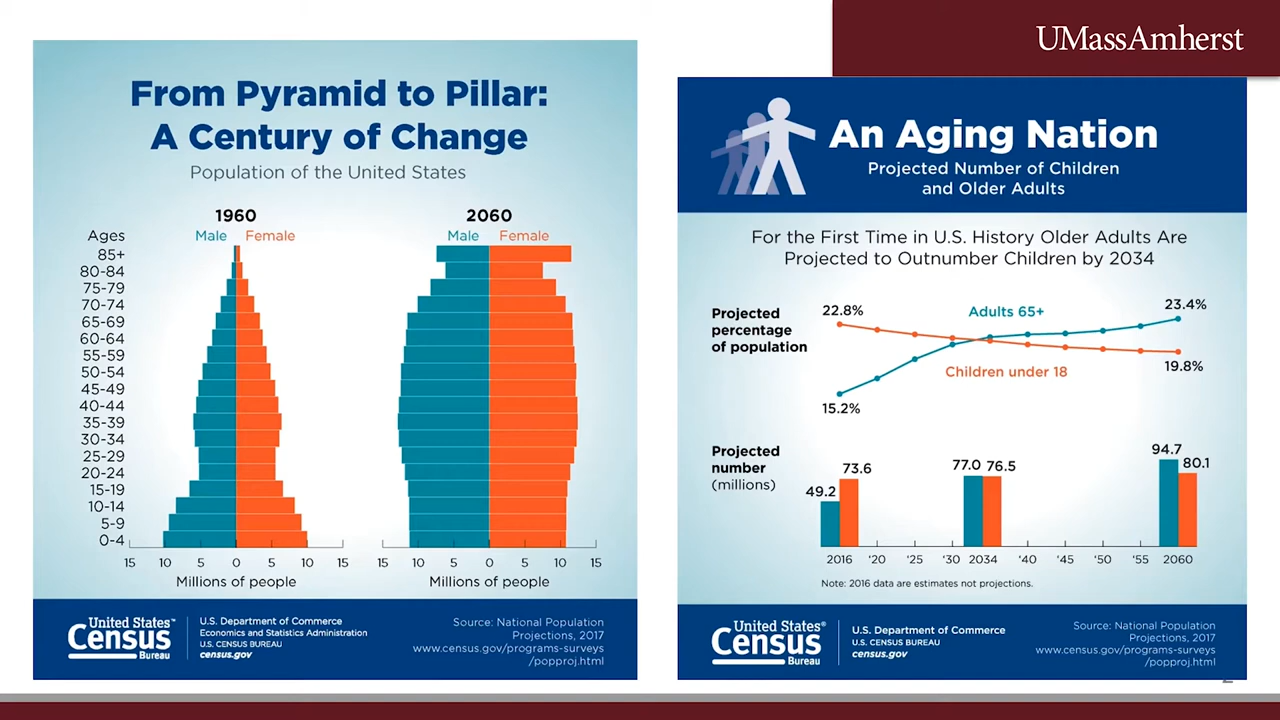 UMassAmherst
From Pyramid to Pillar:
A Century of Change
Population of the United States
1960
Male Female
2060
Male Female
Ages
85+
80-84
75-79
70-74
65-69
60-64
55-59
50-54
45-49
40-44
35-39
30-34
25-29
20-24
15-19
10-14
5-9
0-4
15 10 5 0 5 10 15
Millions of people
15 10 5 0 5 10 15
Millions of people
United States™
Census
Bureau
U.S. Department of Commerce
Economics and Statistics Administration
U.S. CENSUS BUREAU
census.gov
Source: National Population
Projections, 2017
www.census.gov/programs-surveys
/popproj.html
An Aging Nation
Projected Number of Children
and Older Adults
For the First Time in U.S. History Older Adults Are
Projected to Outnumber Children by 2034
Projected
percentage
of population
22.8%
Adults 65+
23.4%
15.2%
Children under 18
19.8%
Projected
number
(millions)
49.2 73.6
77.0 76.5
94.7 80.1
2016 '20 '25 '30 2034 '40 '45 '50 '55 2060
Note: 2016 data are estimates not projections.
United States®
Census
Bureau
U.S. Department of Commerce
U.S. CENSUS BUREAU
census.gov
Source: National Population
Projections, 2017
www.census.gov/programs-surveys
/popproj.html